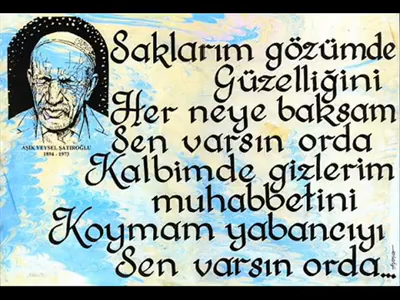 Saklarım gözümde
Güzelliğini
Her neye baksam
Sen varsın orda
Kalbimde gizlerim
muhabbetini
Koymam yabancıyı
Sen varsın orda...
AŞIK VEYSEL ŞATIROĞLU
1894 - 1973